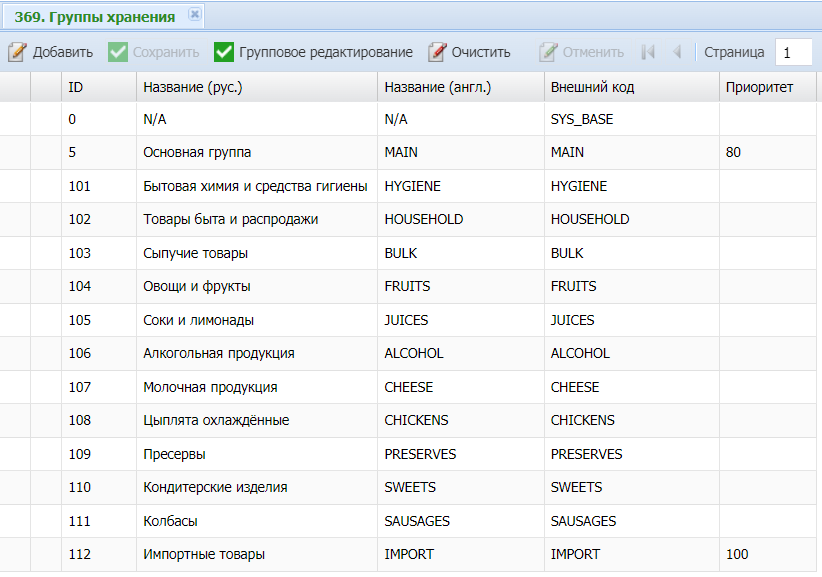 369. Группы хранения
Добавить Сохранить Групповое редактирование Очистить Отменить Страница 1
ID Название (рус.) Название (англ.) Внешний код Приоритет
0 N/A N/A SYS_BASE
5 Основная группа MAIN MAIN 80
101 Бытовая химия и средства гигиены HYGIENE HYGIENE
102 Товары быта и распродажи HOUSEHOLD HOUSEHOLD
103 Сыпучие товары BULK BULK
104 Овощи и фрукты FRUITS FRUITS
105 Соки и лимонады JUICES JUICES
106 Алкогольная продукция ALCOHOL ALCOHOL
107 Молочная продукция CHEESE CHEESE
108 Цыплята охлаждённые CHICKENS CHICKENS
109 Пресервы PRESERVES PRESERVES
110 Кондитерские изделия SWEETS SWEETS
111 Колбасы SAUSAGES SAUSAGES
112 Импортные товары IMPORT IMPORT 100